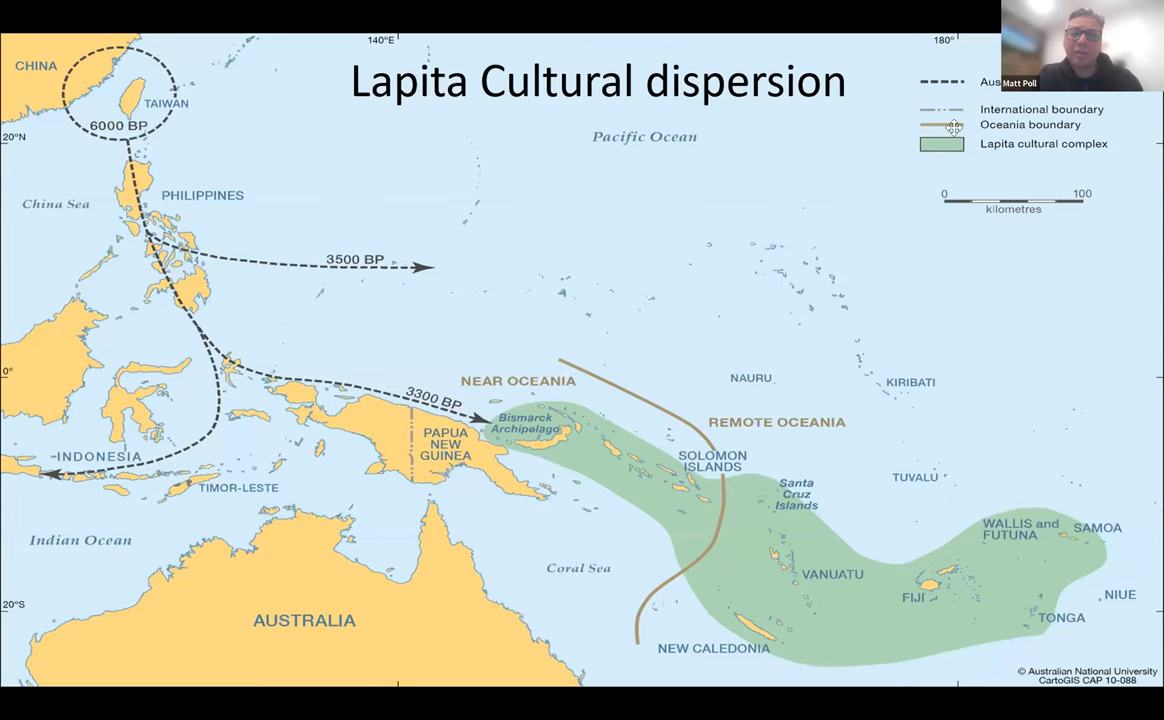 140°E
180°
Matt Poll
CHINA
Lapita Cultural dispersion
Aus
TAIWAN
International boundary
6000 BP
Oceania boundary
20°N
Pacific Ocean
Lapita cultural complex
PHILIPPINES
0
100
China Sea
kilometres
3500 BP
0°
NEAR OCEANIA
NAURU
KIRIBATI
3300 BP
Bismarck
Archipelago
REMOTE OCEANIA
PAPUA
NEW
GUINEA
INDONESIA
SOLOMON
ISLANDS
TIMOR-LESTE
Santa
Cruz
Islands
TUVALU
Indian Ocean
WALLIS and
FUTUNA
SAMOA
Coral Sea
VANUATU
FIJI
NIUE
20°S
AUSTRALIA
TONGA
NEW CALEDONIA
© Australian National University
CartoGIS CAP 10-088